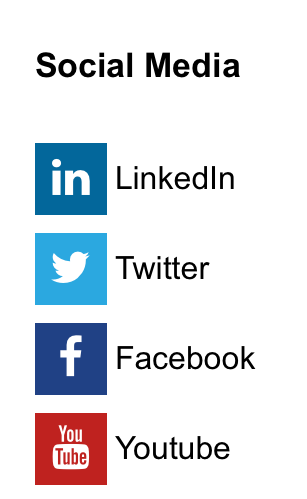 Social Media
in LinkedIn
Twitter
f Facebook
You
Tube Youtube